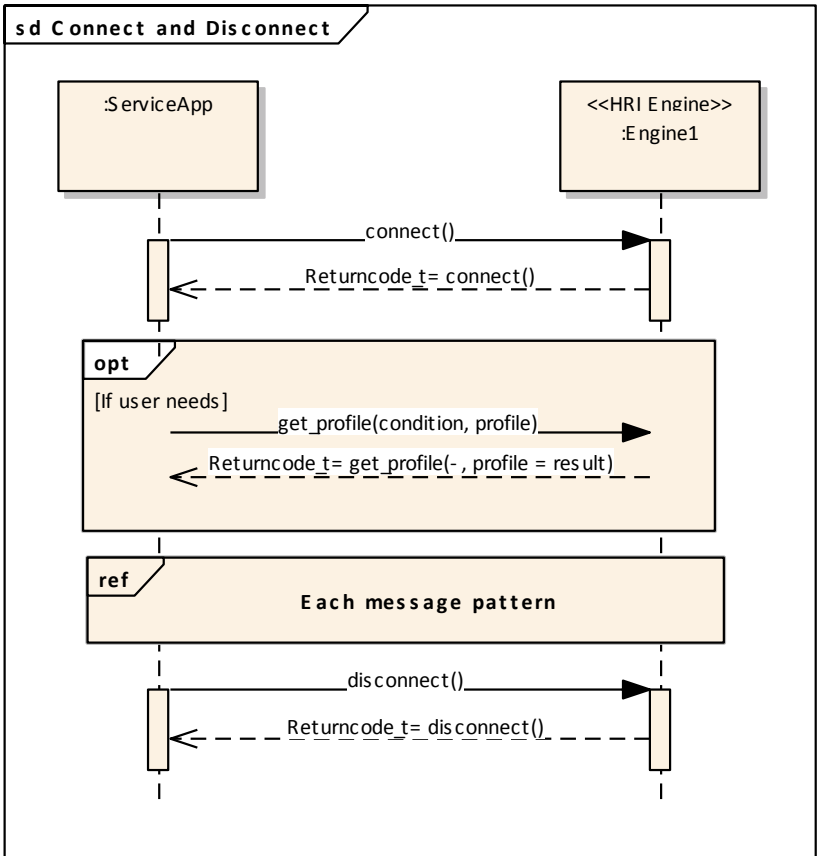 sd Connect and Disconnect
:ServiceApp
<<HRI Engine>>
:Engine1
connect()
Returncode_t= connect()
opt
[If user needs]
get_profile(condition, profile)
Returncode_t= get_profile(- , profile = result)
ref
Each message pattern
disconnect()
Returncode_t= disconnect()